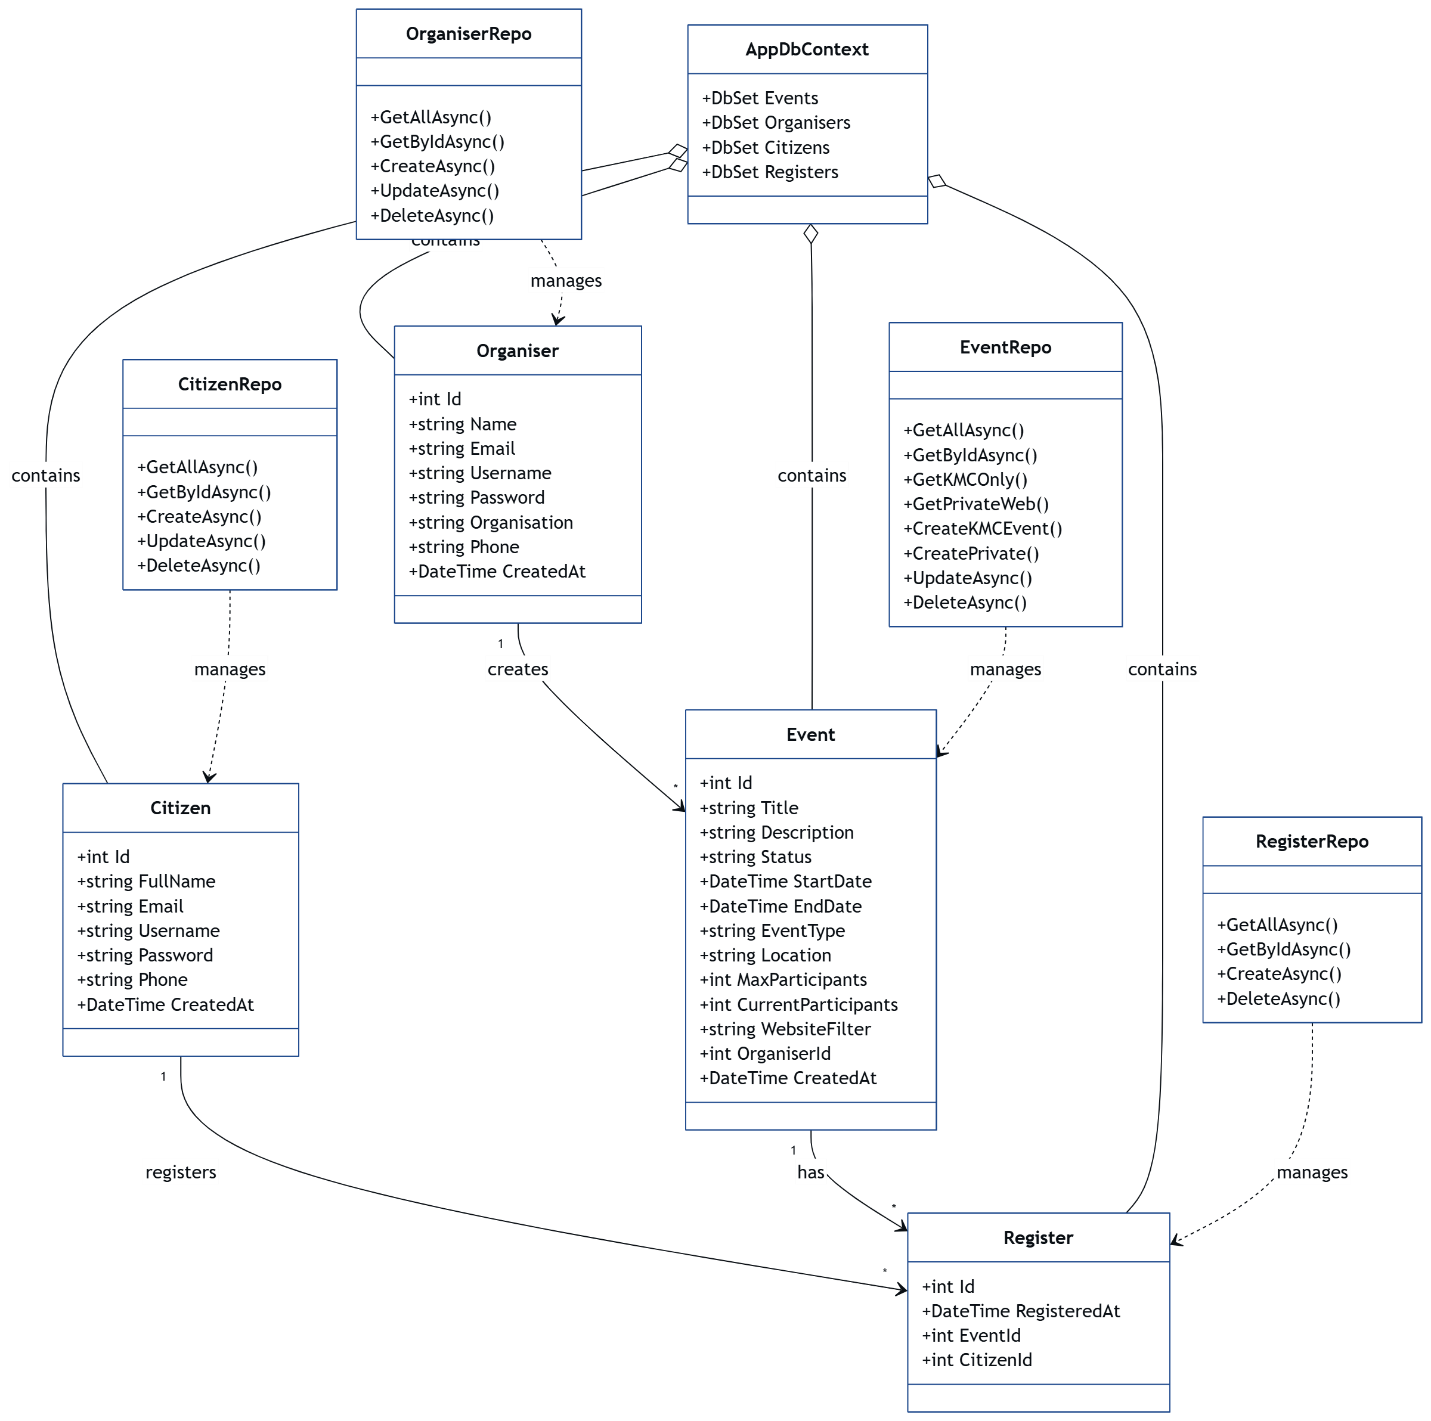 OrganiserRepo
+GetAllAsync()
+GetByIdAsync()
+CreateAsync()
+UpdateAsync()
+DeleteAsync()
AppDbContext
+DbSet Events
+DbSet Organisers
+DbSet Citizens
+DbSet Registers
contains
manages
Organiser
+int Id
+string Name
+string Email
+string Username
+string Password
+string Organisation
+string Phone
+DateTime CreatedAt
EventRepo
+GetAllAsync()
+GetByIdAsync()
+GetKMCOnly()
+GetPrivateWeb()
+CreateKMCEvent()
+CreatePrivate()
+UpdateAsync()
+DeleteAsync()
CitizenRepo
+GetAllAsync()
+GetByIdAsync()
+CreateAsync()
+UpdateAsync()
+DeleteAsync()
contains
contains
1
creates
*
manages
manages
contains
Event
+int Id
+string Title
+string Description
+string Status
+DateTime StartDate
+DateTime EndDate
+string EventType
+string Location
+int MaxParticipants
+int CurrentParticipants
+string WebsiteFilter
+int OrganiserId
+DateTime CreatedAt
Citizen
+int Id
+string FullName
+string Email
+string Username
+string Password
+string Phone
+DateTime CreatedAt
RegisterRepo
+GetAllAsync()
+GetByIdAsync()
+CreateAsync()
+DeleteAsync()
1
registers
*
1
has
*
manages
Register
+int Id
+DateTime RegisteredAt
+int EventId
+int CitizenId